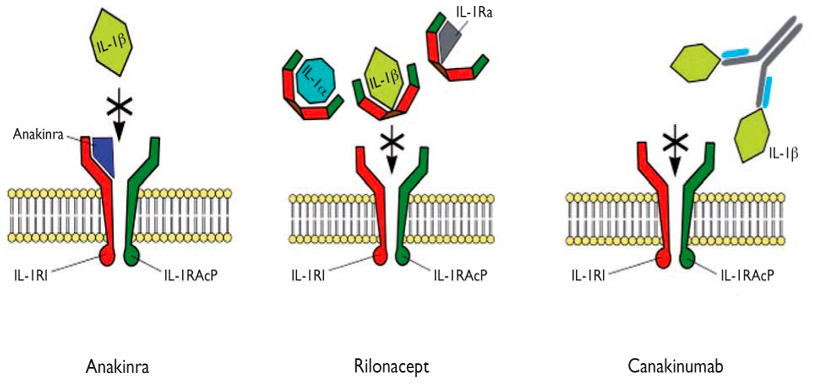 IL-1β
Anakinra
IL-1RI
IL-1RAcP
Anakinra
IL-1Ra
IL-1α
IL-1β
IL-1RI
IL-1RAcP
Rilonacept
IL-1β
IL-1RI
IL-1RAcP
Canakinumab